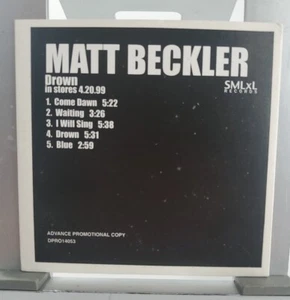 MATT BECKLER
Drown
in stores 4.20.99
SMLxL
RECORDS
1. Come Dawn 5:22
2. Waiting 3:26
3. I Will Sing 5:38
4. Drown 5:31
5. Blue 2:59
ADVANCE PROMOTIONAL COPY
DPRO14053